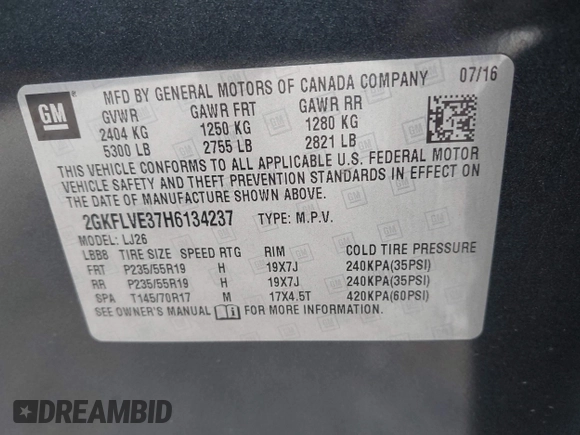 GM
MFD BY GENERAL MOTORS OF CANADA COMPANY 07/16
GVWR GAWR FRT GAWR RR
2404 KG 1250 KG 1280 KG
5300 LB 2755 LB 2821 LB
THIS VEHICLE CONFORMS TO ALL APPLICABLE U.S. FEDERAL MOTOR
VEHICLE SAFETY AND THEFT PREVENTION STANDARDS IN EFFECT ON
THE DATE OF MANUFACTURE SHOWN ABOVE.
2GKFLVE37H6134237 TYPE: M.P.V.
MODEL: LJ26
LBB8 TIRE SIZE SPEED RTG RIM COLD TIRE PRESSURE
FRT P235/55R19 H 19X7J 240KPA(35PSI)
RR P235/55R19 H 19X7J 240KPA(35PSI)
SPA T145/70R17 M 17X4.5T 420KPA(60PSI)
SEE OWNER'S MANUAL FOR MORE INFORMATION.
DREAMBID